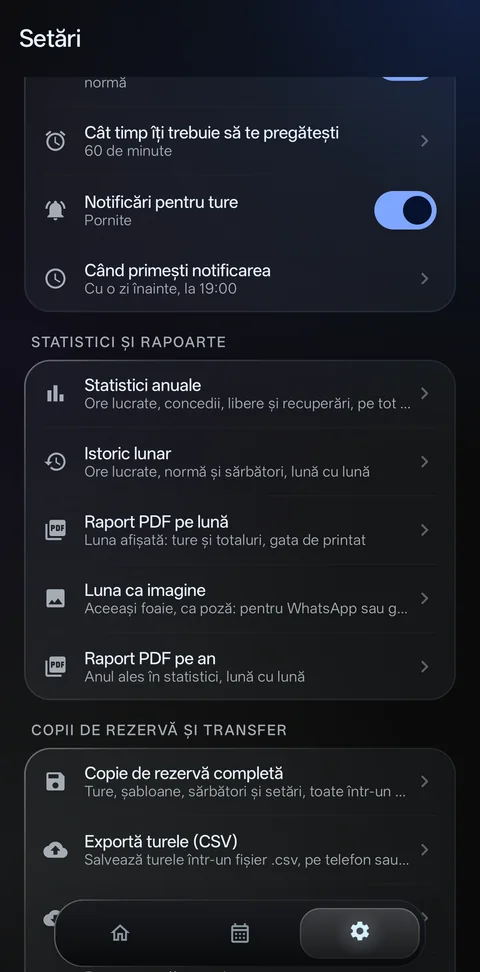 Setări
normă
Cât timp îți trebuie să te pregătești
60 de minute
Notificări pentru ture
Pornite
Când primești notificarea
Cu o zi înainte, la 19:00
STATISTICI ȘI RAPOARTE
Statistici anuale
Ore lucrate, concedii, libere și recuperări, pe tot ...
Istoric lunar
Ore lucrate, normă și sărbători, lună cu lună
PDF
Raport PDF pe lună
Luna afișată: ture și totaluri, gata de printat
Luna ca imagine
Aceeași foaie, ca poză: pentru WhatsApp sau g...
PDF
Raport PDF pe an
Anul ales în statistici, lună cu lună
COPII DE REZERVĂ ȘI TRANSFER
Copie de rezervă completă
Ture, șabloane, sărbători și setări, toate într-un ...
Exportă turele (CSV)
Salvează turele într-un fișier .csv, pe telefon sau...